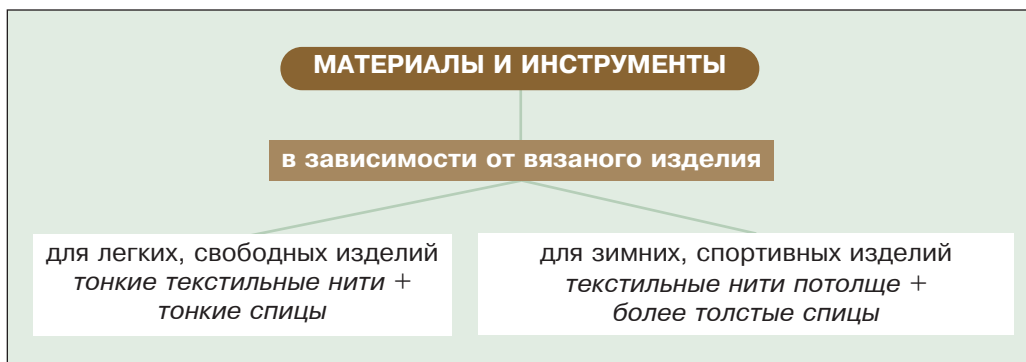 МАТЕРИАЛЫ И ИНСТРУМЕНТЫ
в зависимости от вязаного изделия
для легких, свободных изделий
тонкие текстильные нити +
тонкие спицы
для зимних, спортивных изделий
текстильные нити потолще +
более толстые спицы